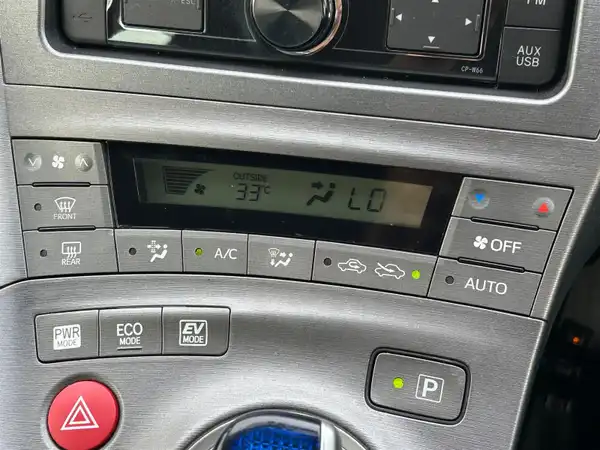 ESC
FM
AUX
USB
CP-W66
OUTSIDE
33℃
LO
FRONT
OFF
REAR
A/C
AUTO
PWR
MODE
ECO
MODE
EV
MODE
P